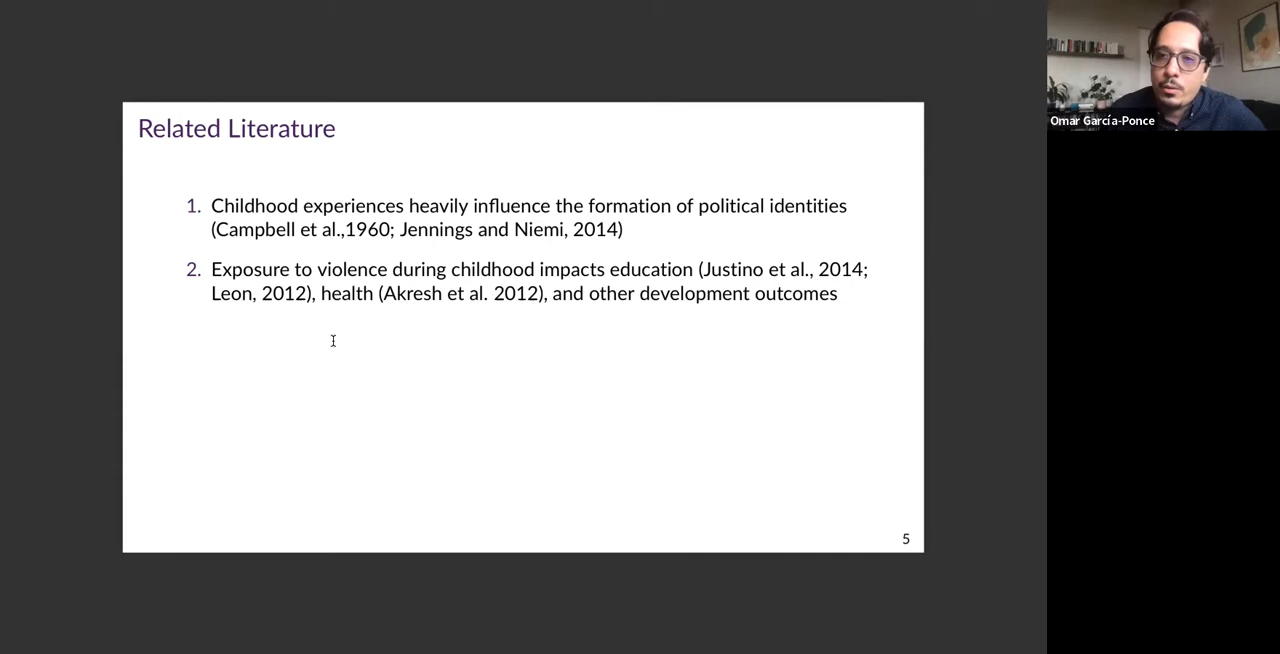 Related Literature
1. Childhood experiences heavily influence the formation of political identities
(Campbell et al.,1960; Jennings and Niemi, 2014)
2. Exposure to violence during childhood impacts education (Justino et al., 2014;
Leon, 2012), health (Akresh et al. 2012), and other development outcomes
5
Omar García-Ponce